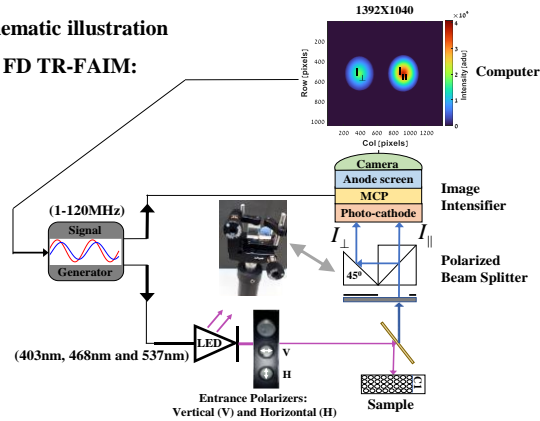 nematic illustration
FD TR-FAIM:
1392X1040
×10⁴
200
400
600
800
1000
Row [pixels]
200 400 600 800 1000 1200
Col [pixels]
4
3
2
1
0
Intensity [adu]
I⊥
I∥
Computer
Camera
Anode screen
MCP
Photo-cathode
Image
Intensifier
(1-120MHz)
Signal
Generator
I⊥
I∥
45⁰
Polarized
Beam Splitter
LED
(403nm, 468nm and 537nm)
V
H
Entrance Polarizers:
Vertical (V) and Horizontal (H)
C1
Sample